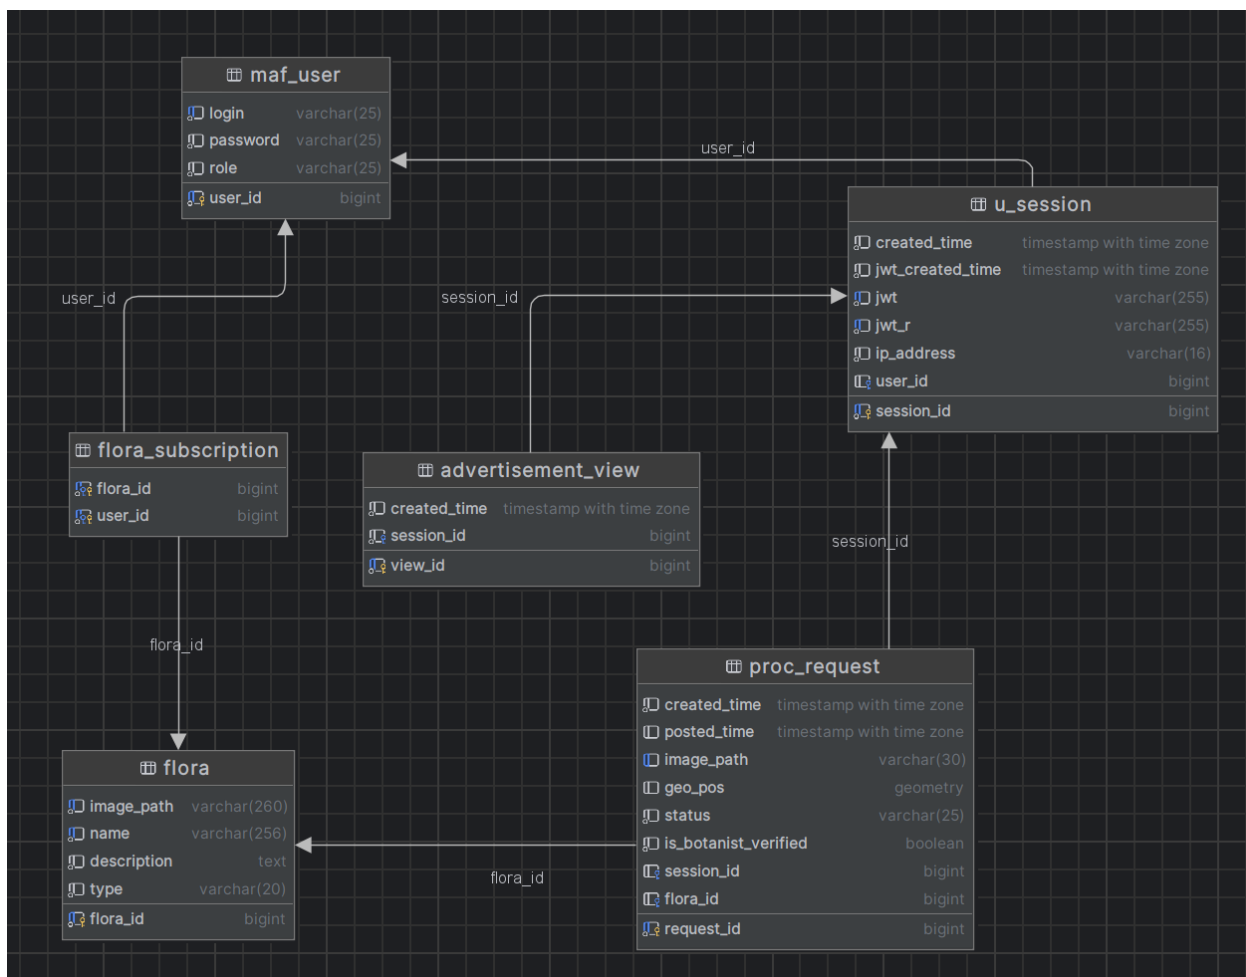 maf_user
login varchar(25)
password varchar(25)
role varchar(25)
user_id bigint
user_id
u_session
created_time timestamp with time zone
jwt_created_time timestamp with time zone
jwt varchar(255)
jwt_r varchar(255)
ip_address varchar(16)
user_id bigint
session_id bigint
user_id
session_id
flora_subscription
flora_id bigint
user_id bigint
advertisement_view
created_time timestamp with time zone
session_id bigint
view_id bigint
session_id
flora_id
proc_request
created_time timestamp with time zone
posted_time timestamp with time zone
image_path varchar(30)
geo_pos geometry
status varchar(25)
is_botanist_verified boolean
session_id bigint
flora_id bigint
request_id bigint
flora
image_path varchar(260)
name varchar(256)
description text
type varchar(20)
flora_id bigint
flora_id